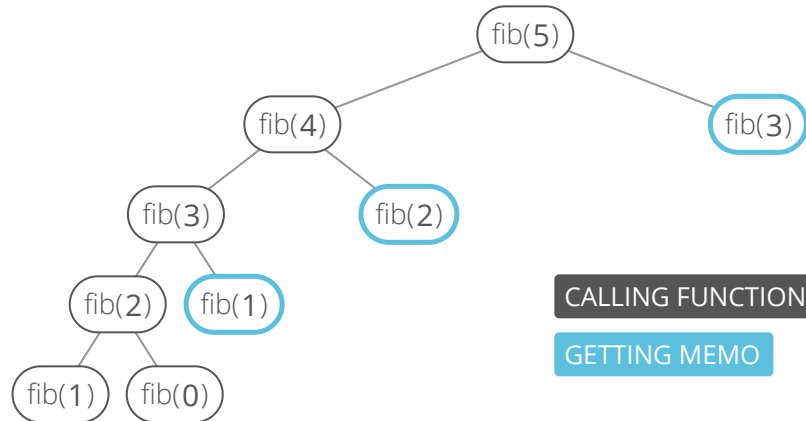 fib(5)
fib(4)
fib(3)
fib(3)
fib(2)
fib(2)
fib(1)
CALLING FUNCTION
GETTING MEMO
fib(1)
fib(0)